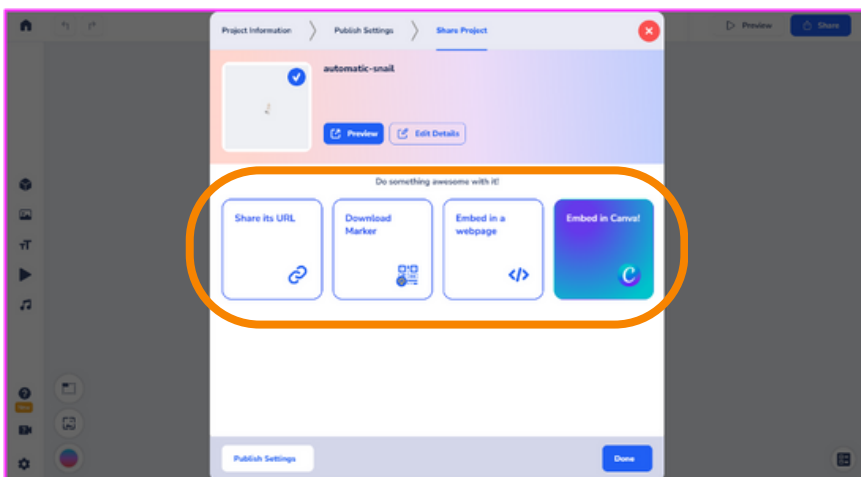 Project Information
Publish Settings
Share Project
Preview
Share
automatic-snail
Preview
Edit Details
Do something awesome with it!
Share its URL
Download
Marker
Embed in a
webpage
Embed in Canva!
Publish Settings
Done